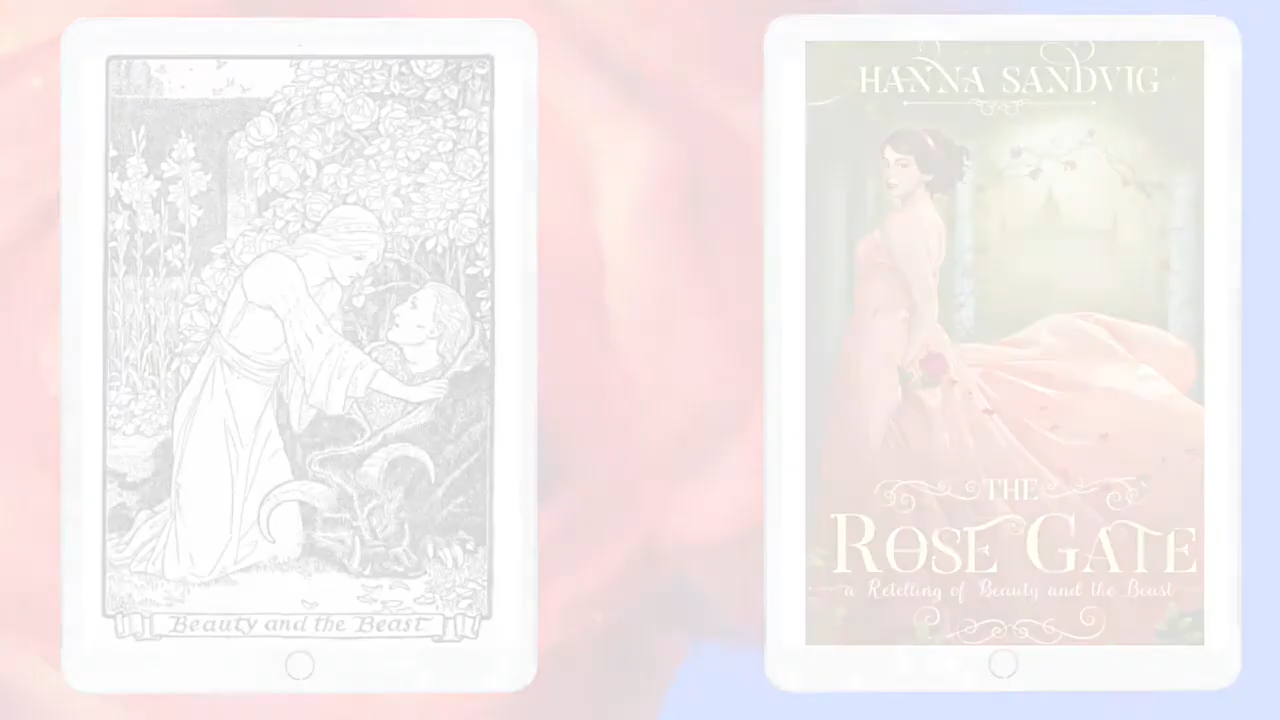 Beauty and the Beast
HANNA SANDVIG
THE
ROSE GATE
a Retelling of Beauty and the Beast